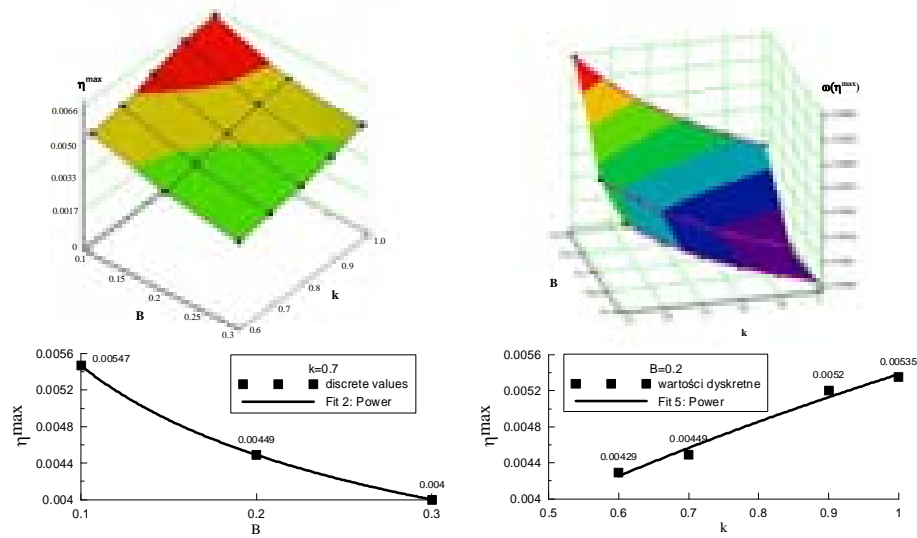 η^max
0.0066
0.0050
0.0033
0.0017
0
0.1
0.15
0.2
0.25
0.3
B
0.6
0.7
0.8
0.9
1.0
k
ω(η^max)
B
k
0.0056
0.0052
0.0048
0.0044
0.004
η^max
0.00547
0.00449
0.004
k=0.7
discrete values
Fit 2: Power
0.1
0.2
0.3
B
0.0056
0.0052
0.0048
0.0044
0.004
η^max
B=0.2
wartości dyskretne
Fit 5: Power
0.00429
0.00449
0.0052
0.00535
0.5
0.6
0.7
0.8
0.9
1
k